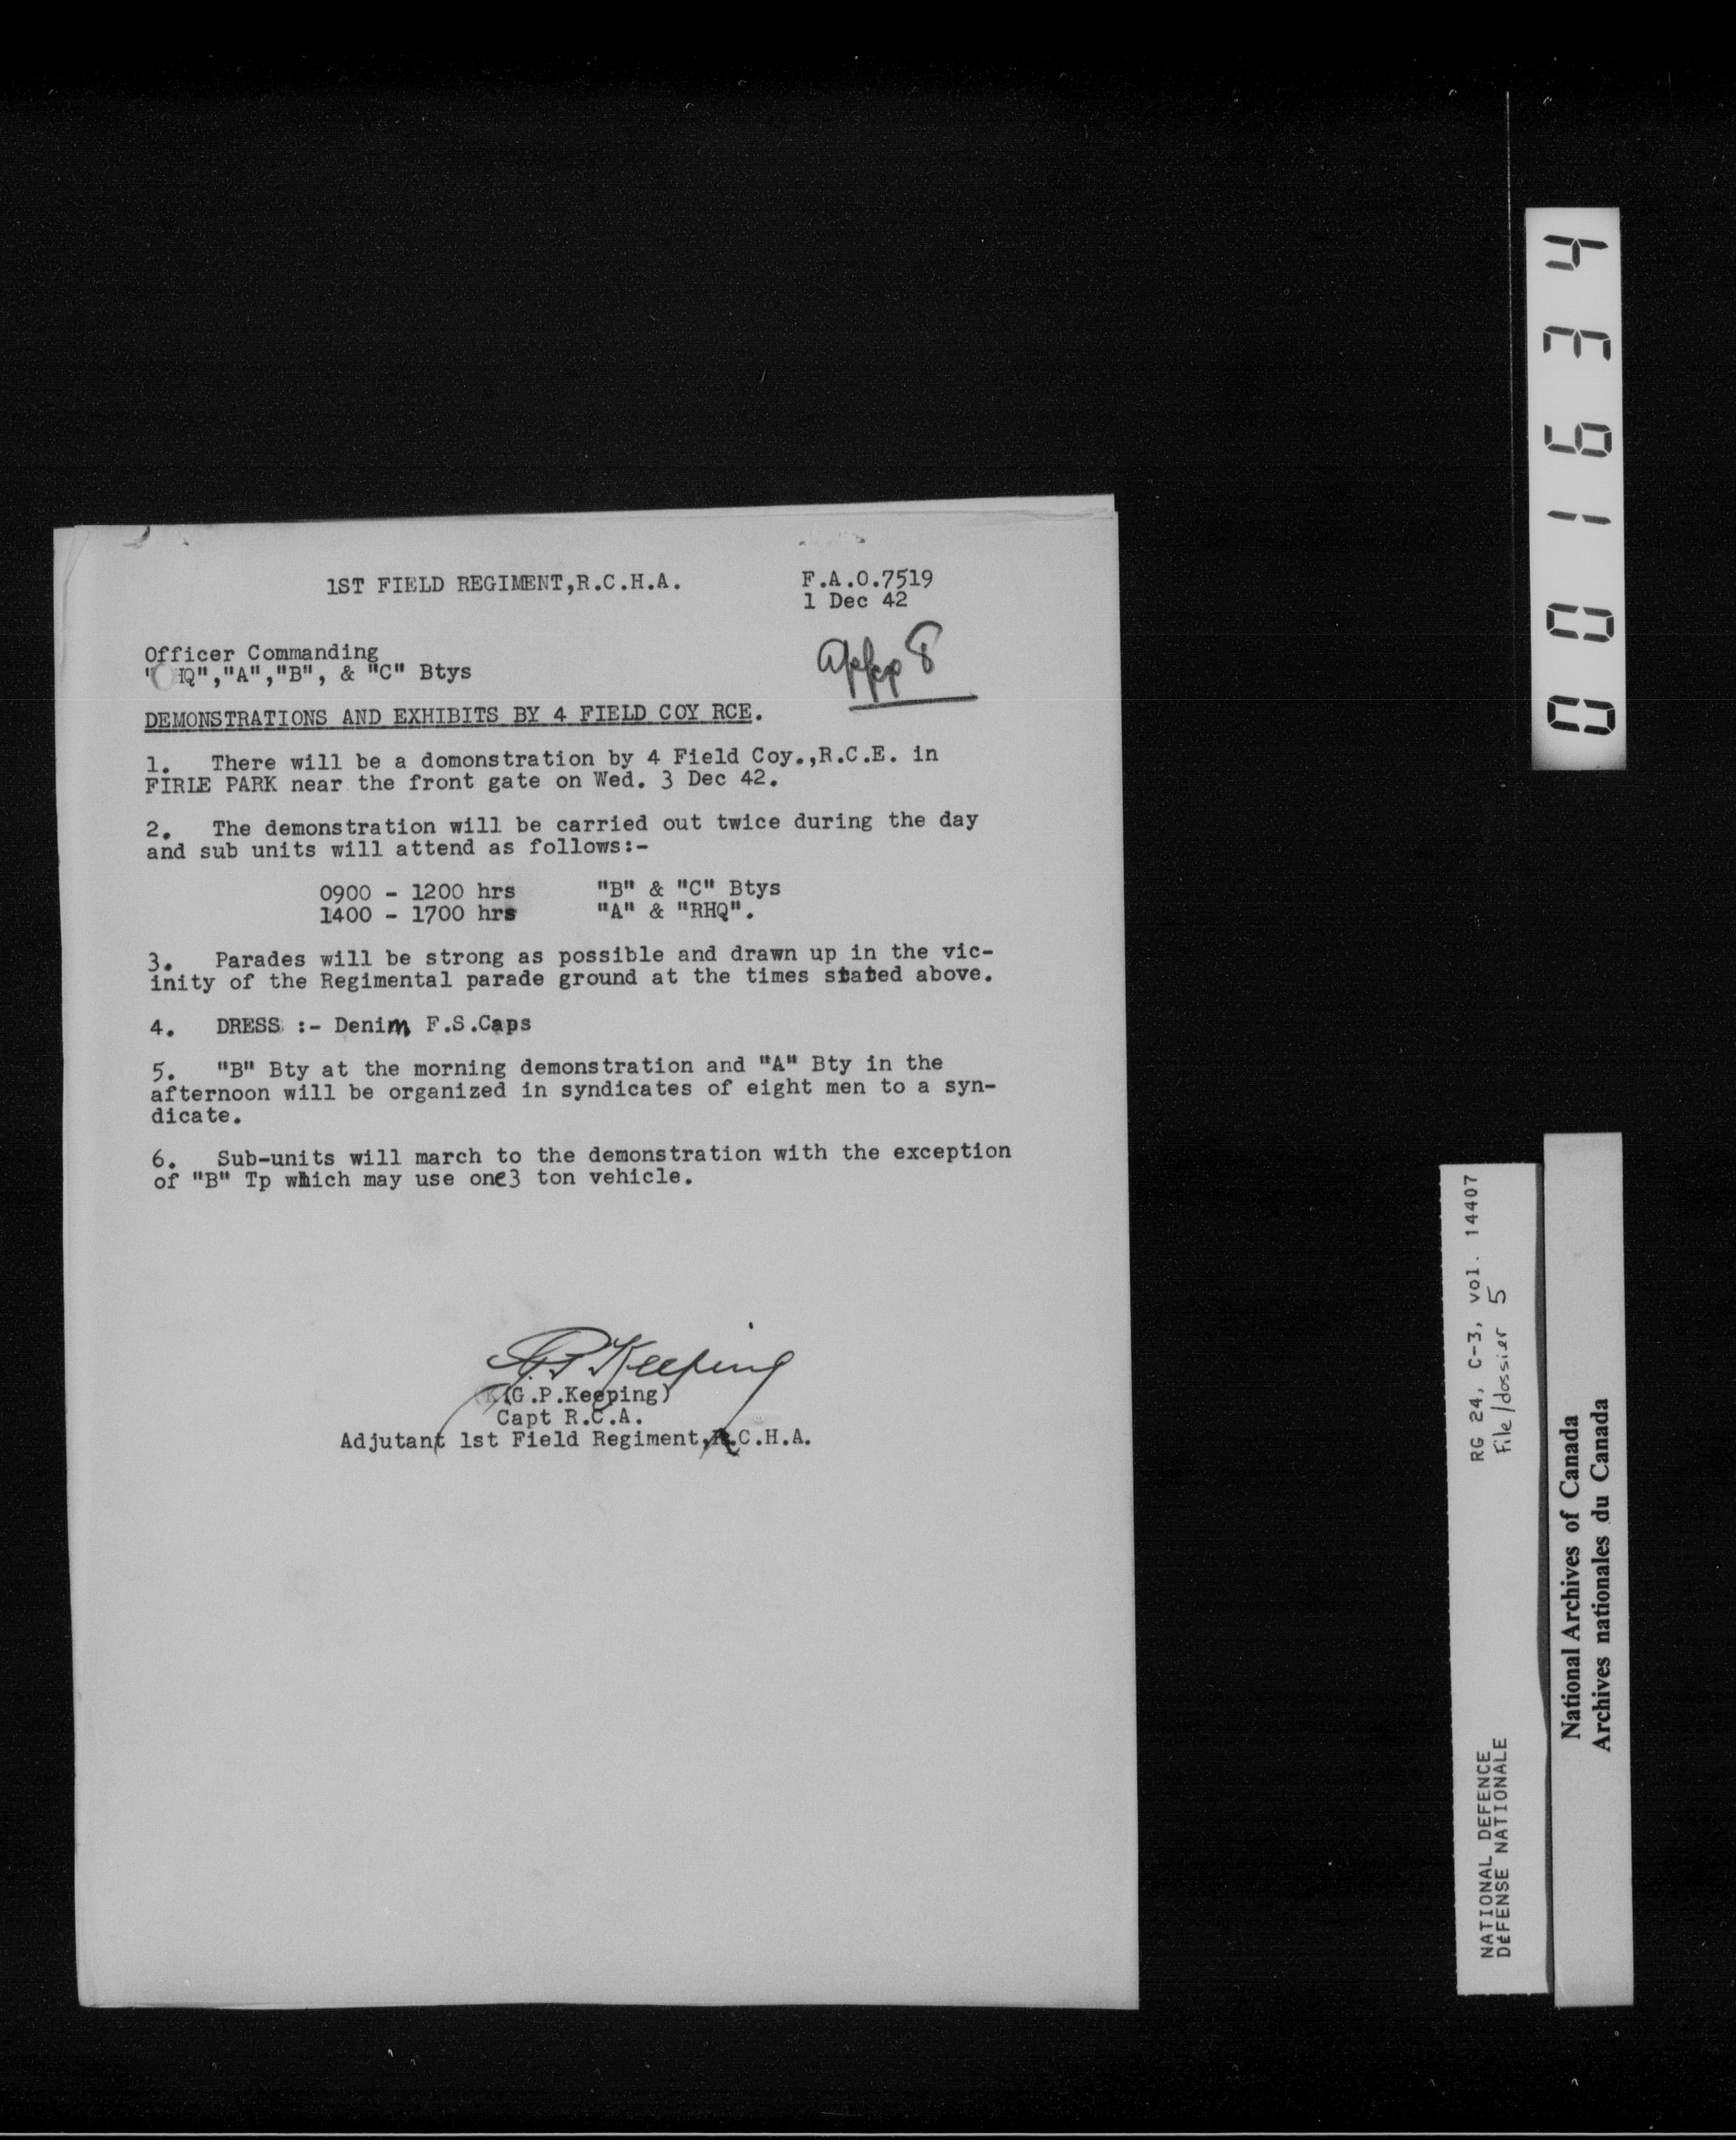 1ST FIELD REGIMENT,R.C.H.A.
F.A.O.7519
1 Dec 42
Appx 8
Officer Commanding
" HQ","A","B", & "C" Btys
DEMONSTRATIONS AND EXHIBITS BY 4 FIELD COY RCE.
1. There will be a domonstration by 4 Field Coy.,R.C.E. in
FIRLE PARK near the front gate on Wed. 3 Dec 42.
2. The demonstration will be carried out twice during the day
and sub units will attend as follows:-
0900 - 1200 hrs "B" & "C" Btys
1400 - 1700 hrs "A" & "RHQ".
3. Parades will be strong as possible and drawn up in the vic-
inity of the Regimental parade ground at the times stated above.
4. DRESS :- Denim, F.S.Caps
5. "B" Bty at the morning demonstration and "A" Bty in the
afternoon will be organized in syndicates of eight men to a syn-
dicate.
6. Sub-units will march to the demonstration with the exception
of "B" Tp which may use one3 ton vehicle.
G.P.Keeping
(G.P.Keeping)
Capt R.C.A.
Adjutant 1st Field Regiment,R.C.H.A.
001634
RG 24, C-3, vol. 14407
File/dossier 5
NATIONAL DEFENCE
DÉFENSE NATIONALE
National Archives of Canada
Archives nationales du Canada